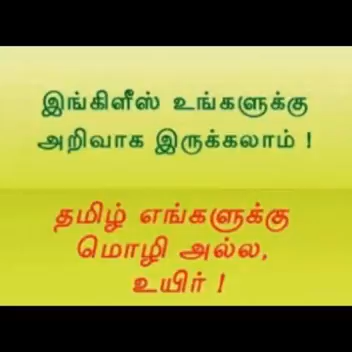 இங்கிளீஸ் உங்களுக்கு
அறிவாக இருக்கலாம் !
தமிழ் எங்களுக்கு
மொழி அல்ல,
உயிர் !